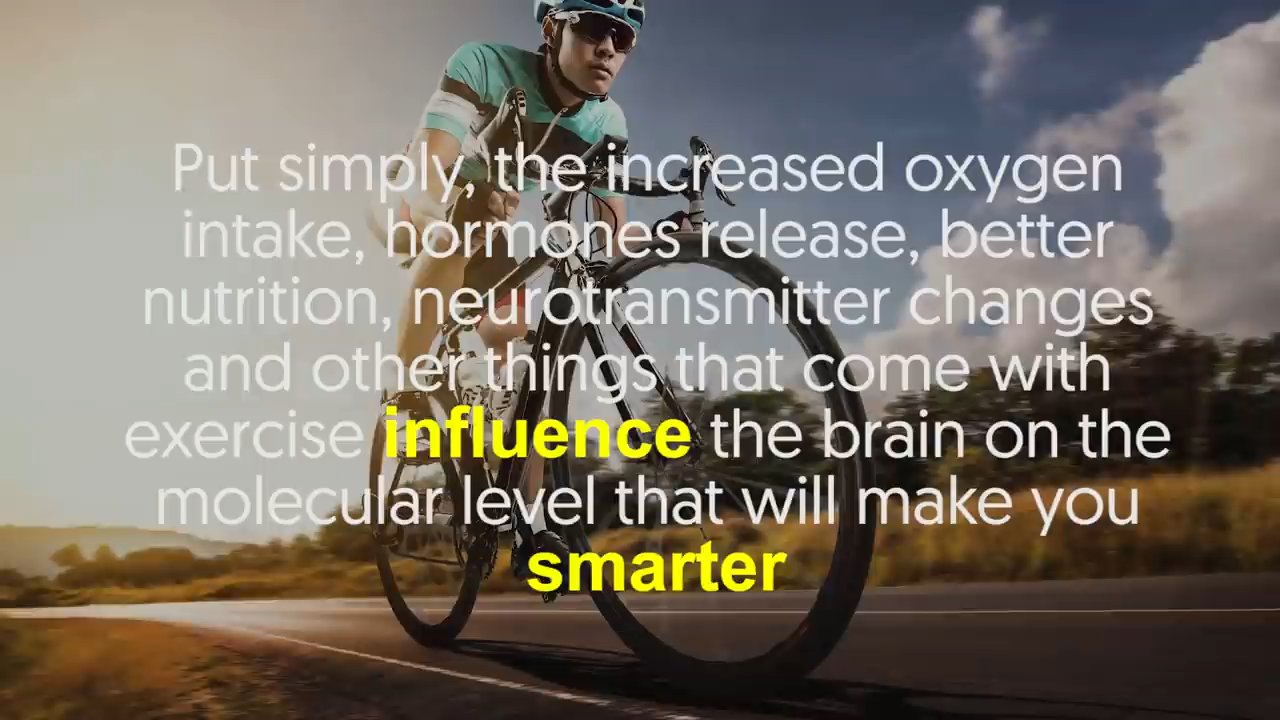 Put simply, the increased oxygen
intake, hormones release, better
nutrition, neurotransmitter changes
and other things that come with
exercise influence the brain on the
molecular level that will make you
smarter